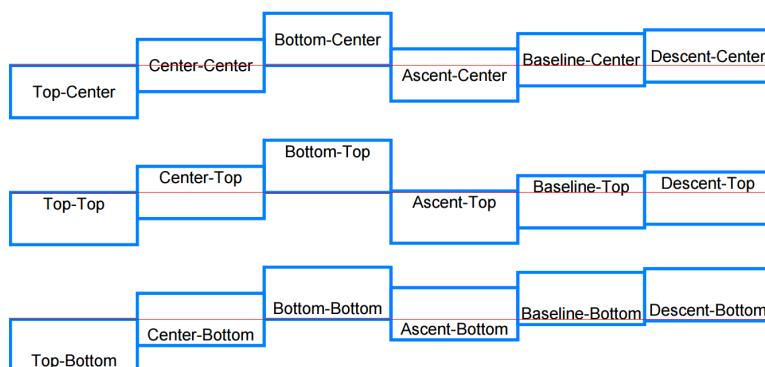 Top-Center Center-Center Bottom-Center Ascent-Center Baseline-Center Descent-Center
Top-Top Center-Top Bottom-Top Ascent-Top Baseline-Top Descent-Top
Top-Bottom Center-Bottom Bottom-Bottom Ascent-Bottom Baseline-Bottom Descent-Bottom